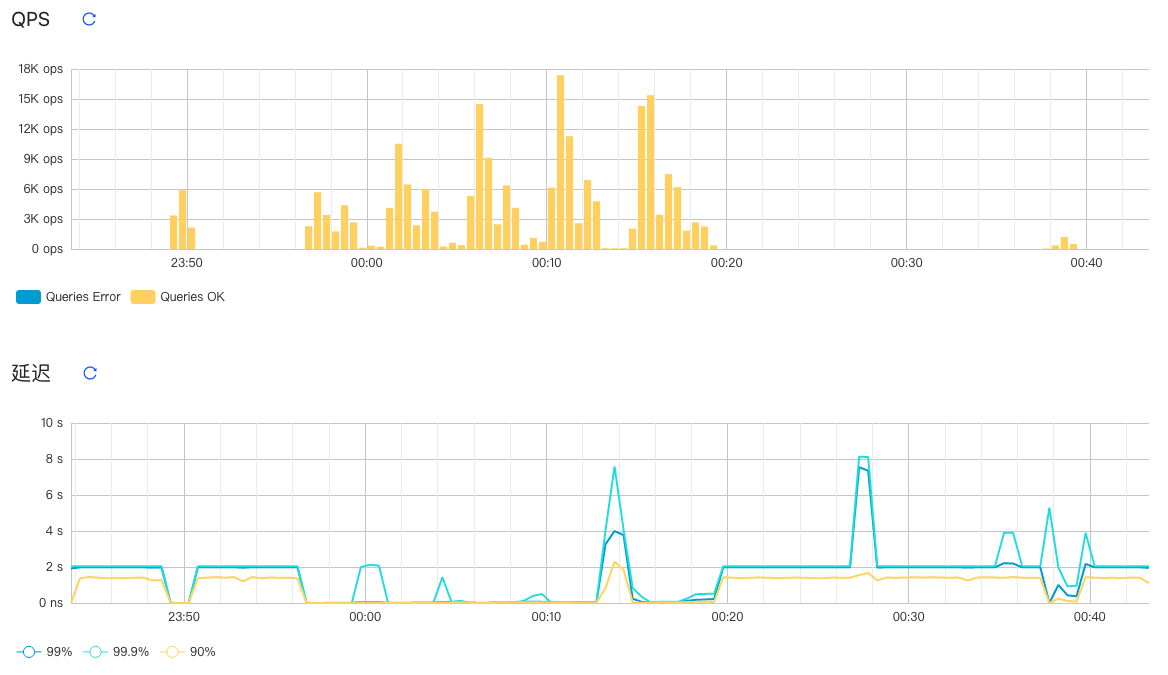 QPS
18K ops
15K ops
12K ops
9K ops
6K ops
3K ops
0 ops
23:50 00:00 00:10 00:20 00:30 00:40
Queries Error Queries OK
延迟
10 s
8 s
6 s
4 s
2 s
0 ns
23:50 00:00 00:10 00:20 00:30 00:40
99% 99.9% 90%